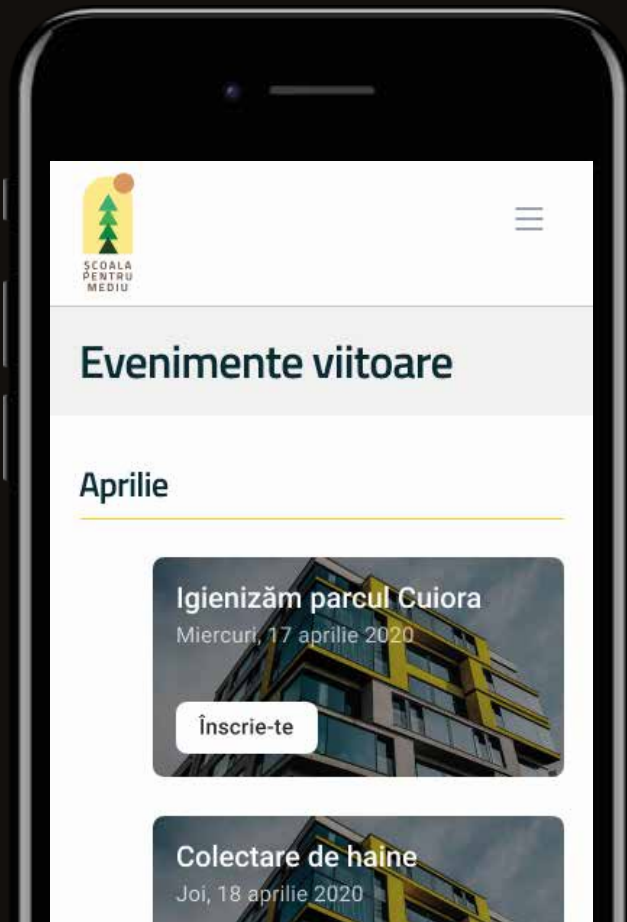 ȘCOALA
PENTRU
MEDIU
Evenimente viitoare
Aprilie
Igienizăm parcul Cuiora
Miercuri, 17 aprilie 2020
Înscrie-te
Colectare de haine
Joi, 18 aprilie 2020